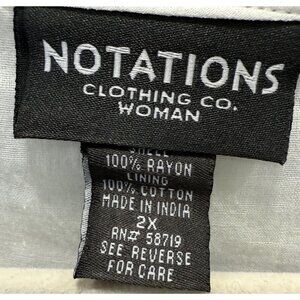 NOTATIONS
CLOTHING CO.
WOMAN
SHELL
100% RAYON
LINING
100% COTTON
MADE IN INDIA
2X
RN# 58719
SEE REVERSE
FOR CARE